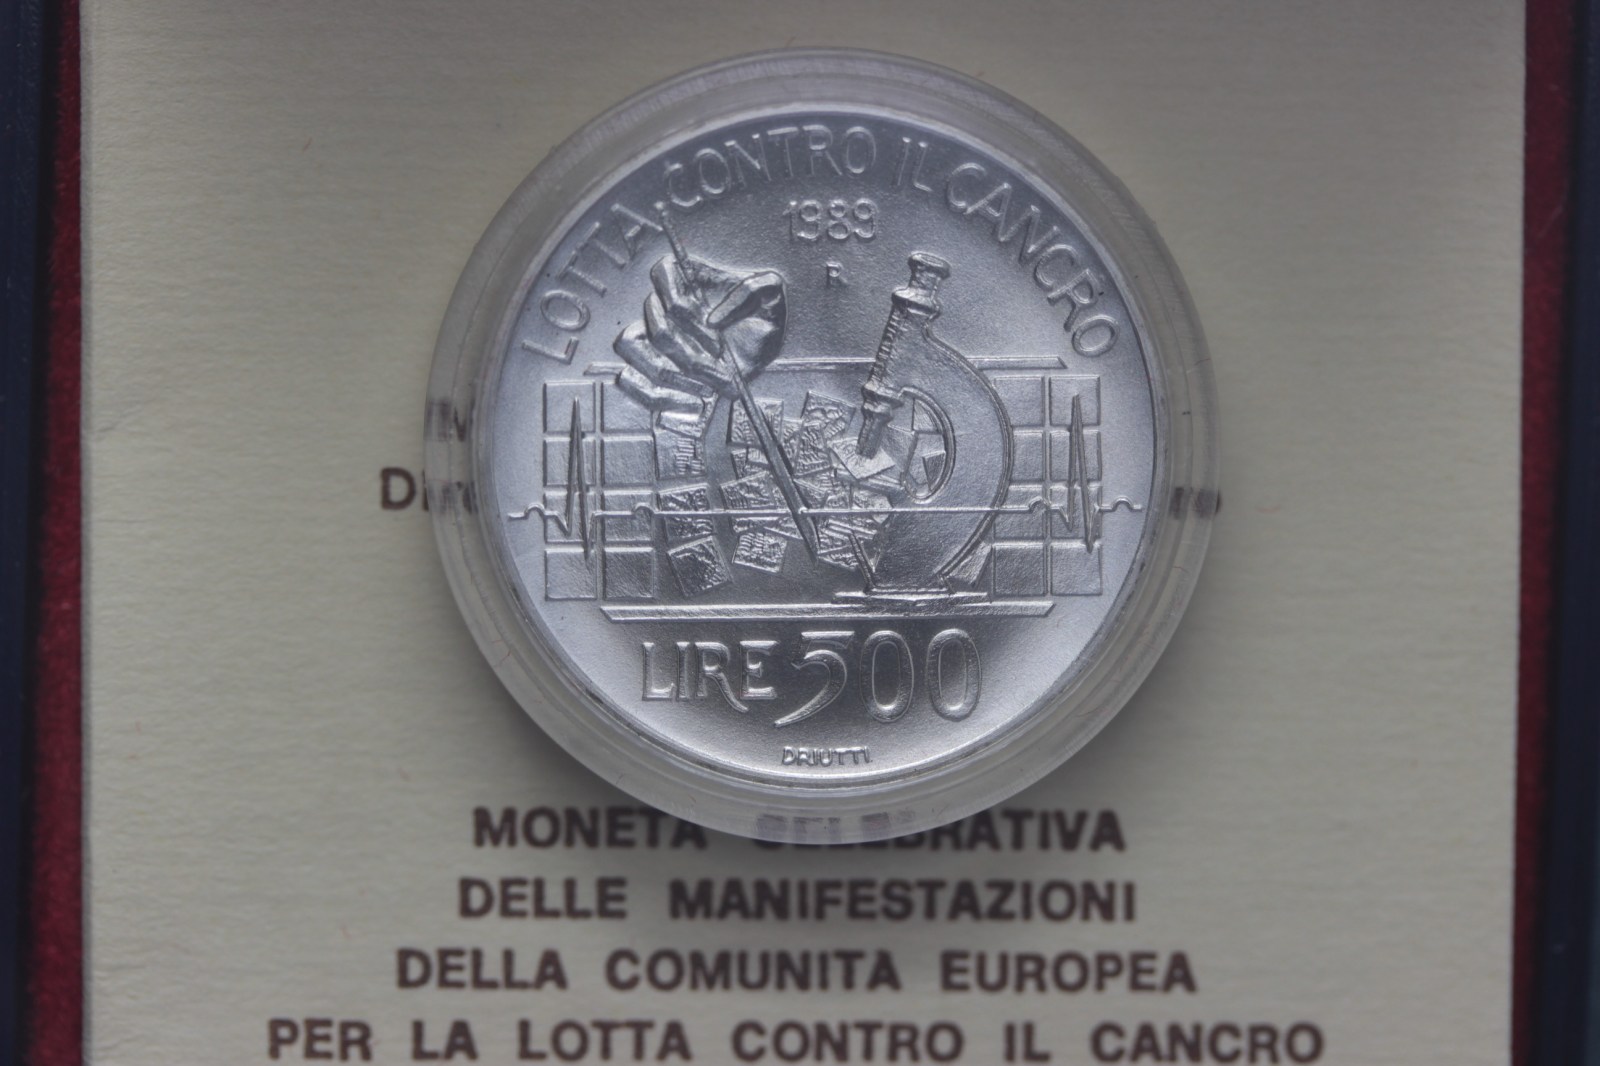 LOTTA CONTRO IL CANCRO
1989
R
LIRE 500
DRIUTTI
MONETA CELEBRATIVA
DELLE MANIFESTAZIONI
DELLA COMUNITA EUROPEA
PER LA LOTTA CONTRO IL CANCRO